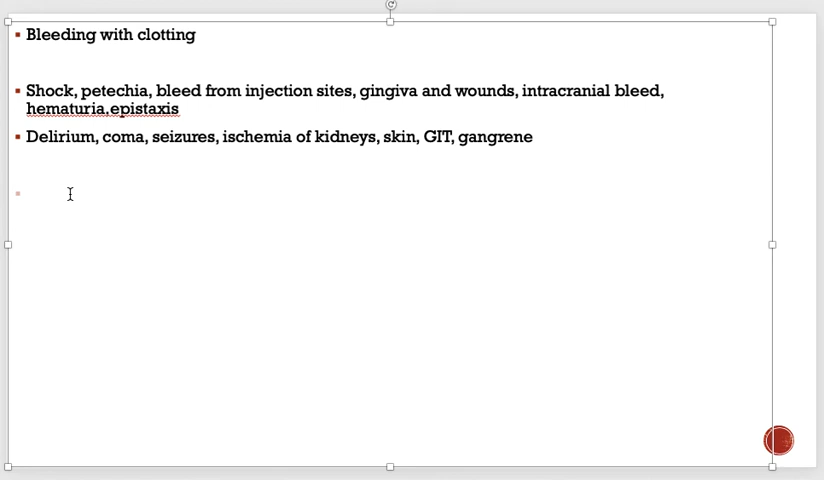 Bleeding with clotting
Shock, petechia, bleed from injection sites, gingiva and wounds, intracranial bleed,
hematuria.epistaxis
Delirium, coma, seizures, ischemia of kidneys, skin, GIT, gangrene